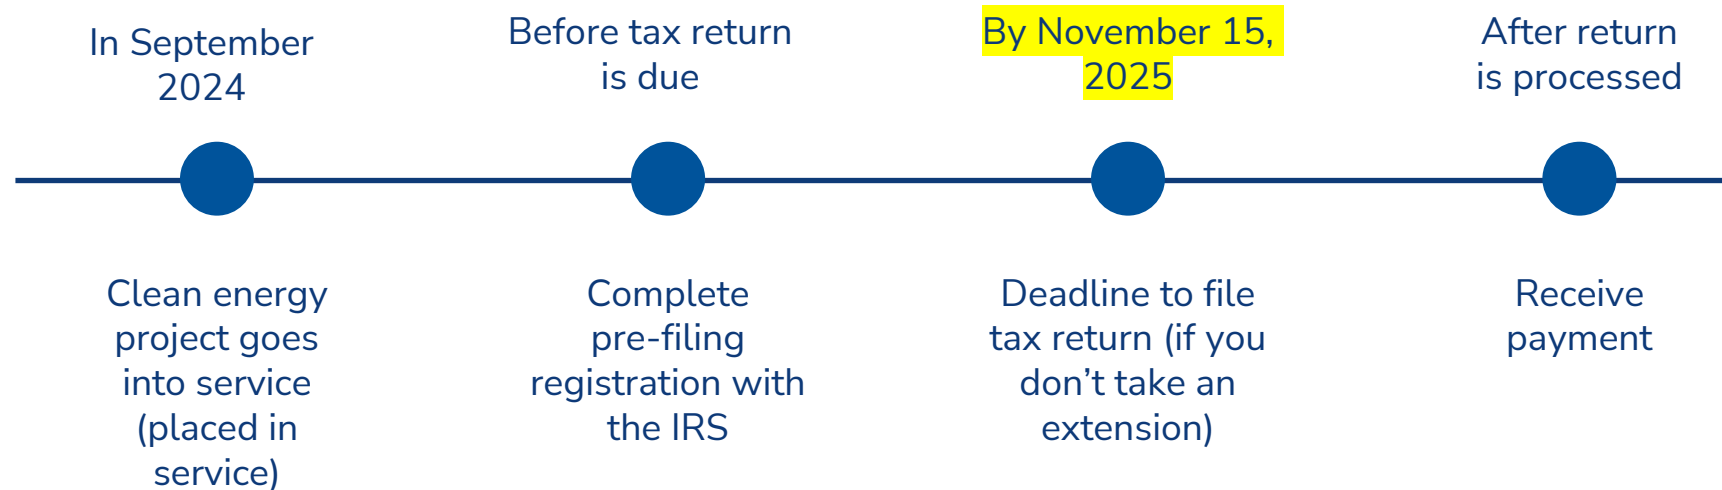 In September
2024
Before tax return
is due
By November 15,
2025
After return
is processed
Clean energy
project goes
into service
(placed in
service)
Complete
pre-filing
registration with
the IRS
Deadline to file
tax return (if you
don’t take an
extension)
Receive
payment